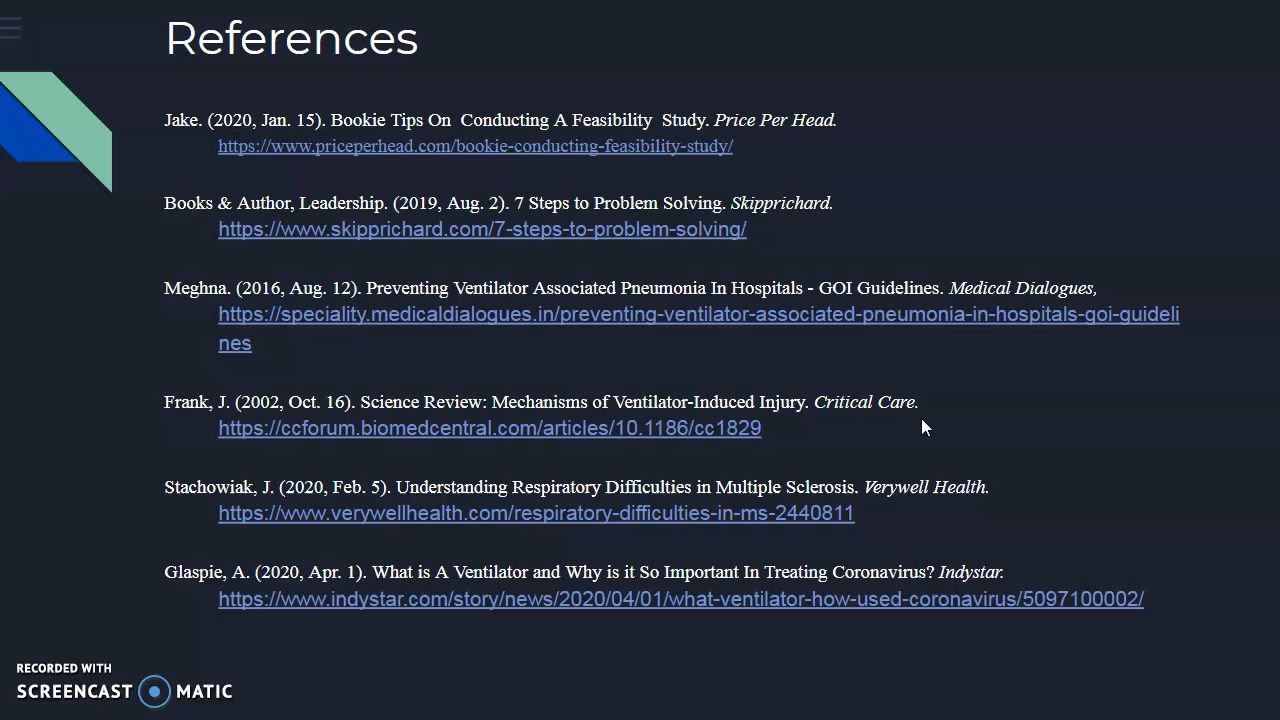 References
Jake. (2020, Jan. 15). Bookie Tips On  Conducting A Feasibility  Study. Price Per Head.
https://www.priceperhead.com/bookie-conducting-feasibility-study/
Books & Author, Leadership. (2019, Aug. 2). 7 Steps to Problem Solving. Skipprichard.
https://www.skipprichard.com/7-steps-to-problem-solving/
Meghna. (2016, Aug. 12). Preventing Ventilator Associated Pneumonia In Hospitals - GOI Guidelines. Medical Dialogues,
https://speciality.medicaldialogues.in/preventing-ventilator-associated-pneumonia-in-hospitals-goi-guideli
nes
Frank, J. (2002, Oct. 16). Science Review: Mechanisms of Ventilator-Induced Injury. Critical Care.
https://ccforum.biomedcentral.com/articles/10.1186/cc1829
Stachowiak, J. (2020, Feb. 5). Understanding Respiratory Difficulties in Multiple Sclerosis. Verywell Health.
https://www.verywellhealth.com/respiratory-difficulties-in-ms-2440811
Glaspie, A. (2020, Apr. 1). What is A Ventilator and Why is it So Important In Treating Coronavirus? Indystar.
https://www.indystar.com/story/news/2020/04/01/what-ventilator-how-used-coronavirus/5097100002/
RECORDED WITH
SCREENCAST MATIC